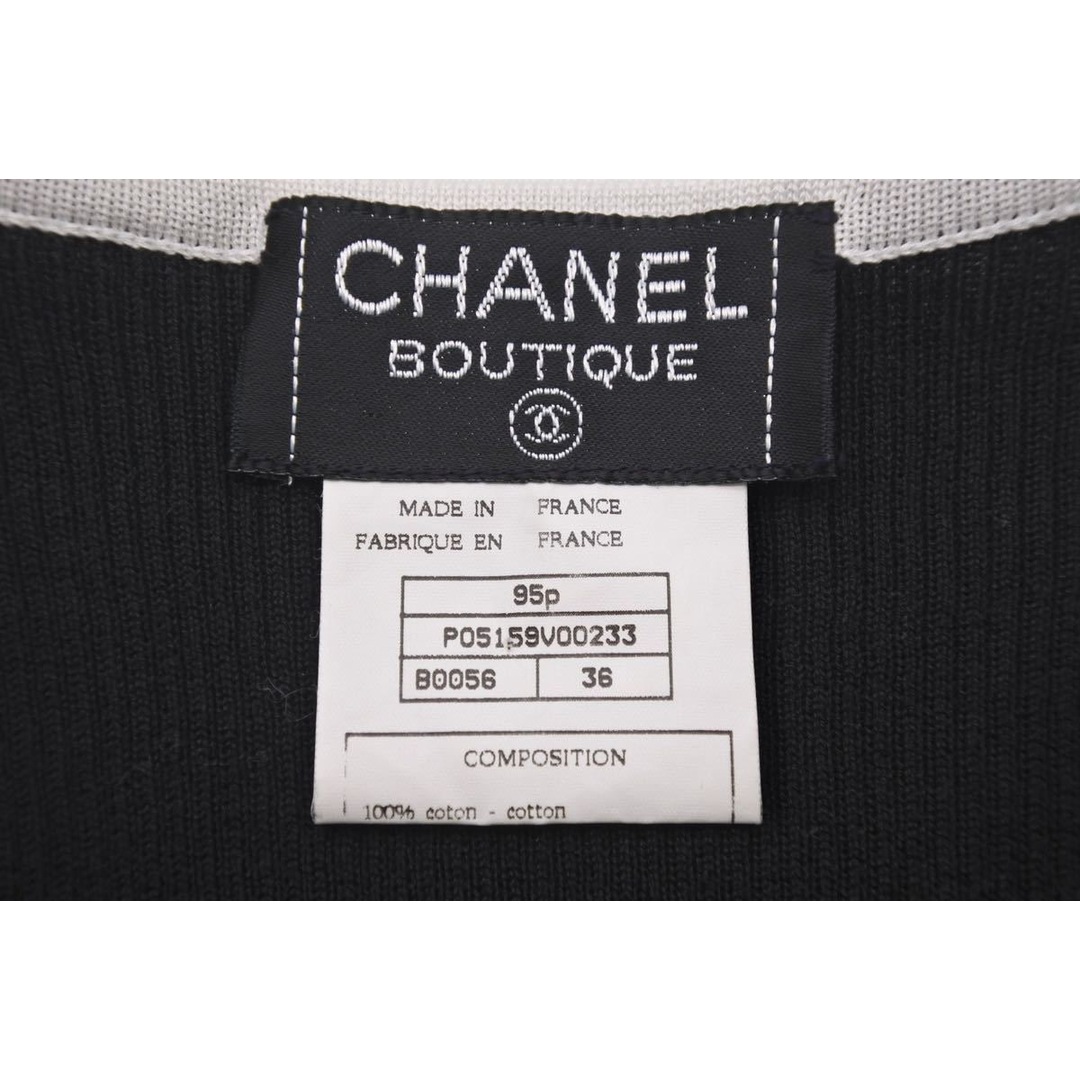 CHANEL
BOUTIQUE
MADE IN FRANCE
FABRIQUE EN FRANCE
95p
P05159V00233
B0056 36
COMPOSITION
100% coton - cotton